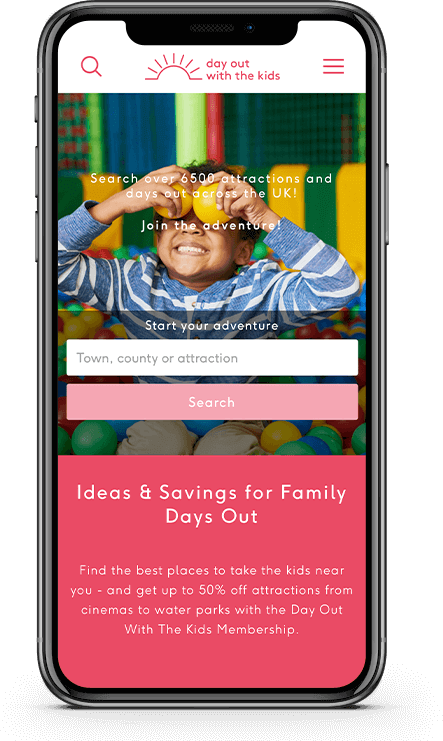 day out
with the kids
Search over 6500 attractions and
days out across the UK!
Join the adventure!
Start your adventure
Town, county or attraction
Search
Ideas & Savings for Family
Days Out
Find the best places to take the kids near
you - and get up to 50% off attractions from
cinemas to water parks with the Day Out
With The Kids Membership.